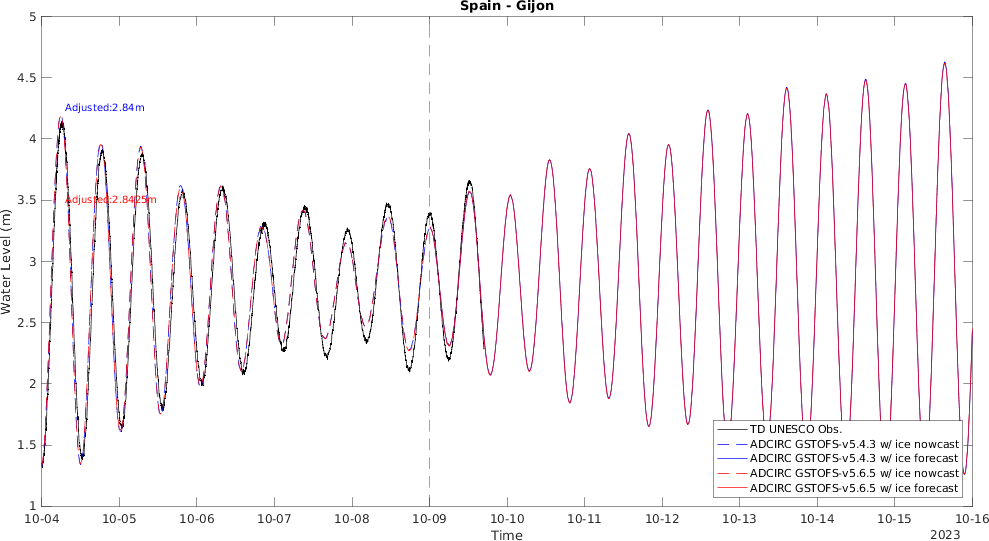 Spain - Gijon
5
4.5
4
3.5
3
2.5
2
1.5
1
Water Level (m)
Adjusted:2.84m
Adjusted:2.8425m
TD UNESCO Obs.
ADCIRC GSTOFS-v5.4.3 w/ ice nowcast
ADCIRC GSTOFS-v5.4.3 w/ ice forecast
ADCIRC GSTOFS-v5.6.5 w/ ice nowcast
ADCIRC GSTOFS-v5.6.5 w/ ice forecast
10-04 10-05 10-06 10-07 10-08 10-09 10-10 10-11 10-12 10-13 10-14 10-15 10-16
Time
2023